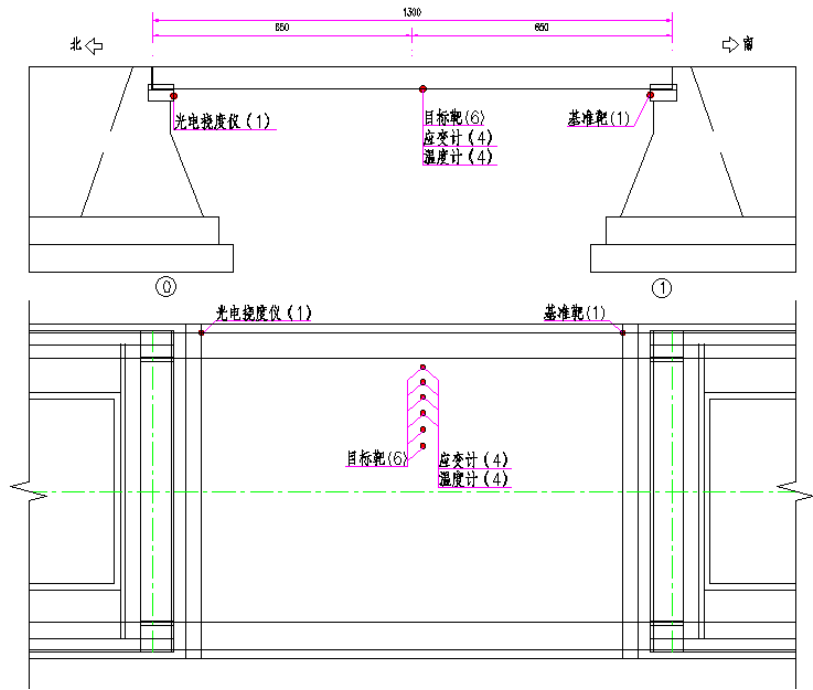 1300
650
650
北
南
光电挠度仪(1)
目标靶(6)
应变计(4)
温度计(4)
基准靶(1)
0
1
光电挠度仪(1)
基准靶(1)
目标靶(6)
应变计(4)
温度计(4)